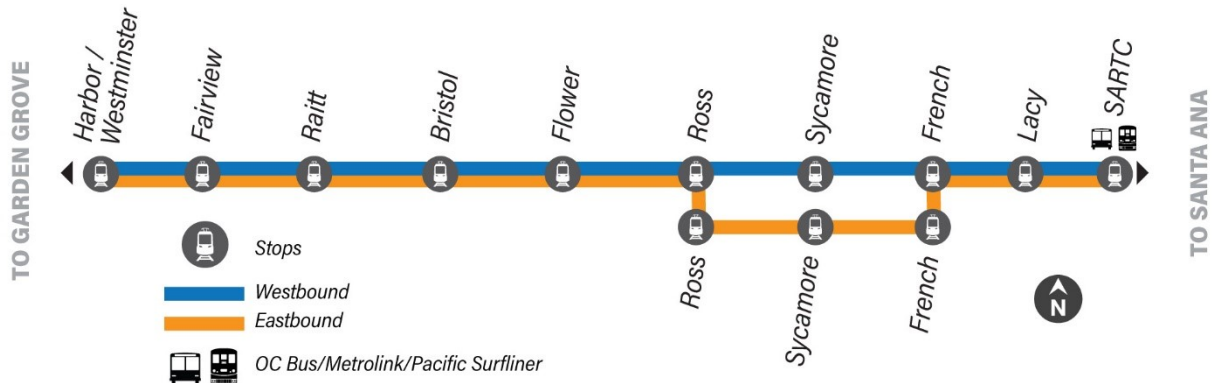 TO GARDEN GROVE
Harbor /
Westminster
Fairview
Raitt
Bristol
Flower
Ross
Sycamore
French
Lacy
SARTC
TO SANTA ANA
Ross
Sycamore
French
Stops
Westbound
Eastbound
OC Bus/Metrolink/Pacific Surfliner
N